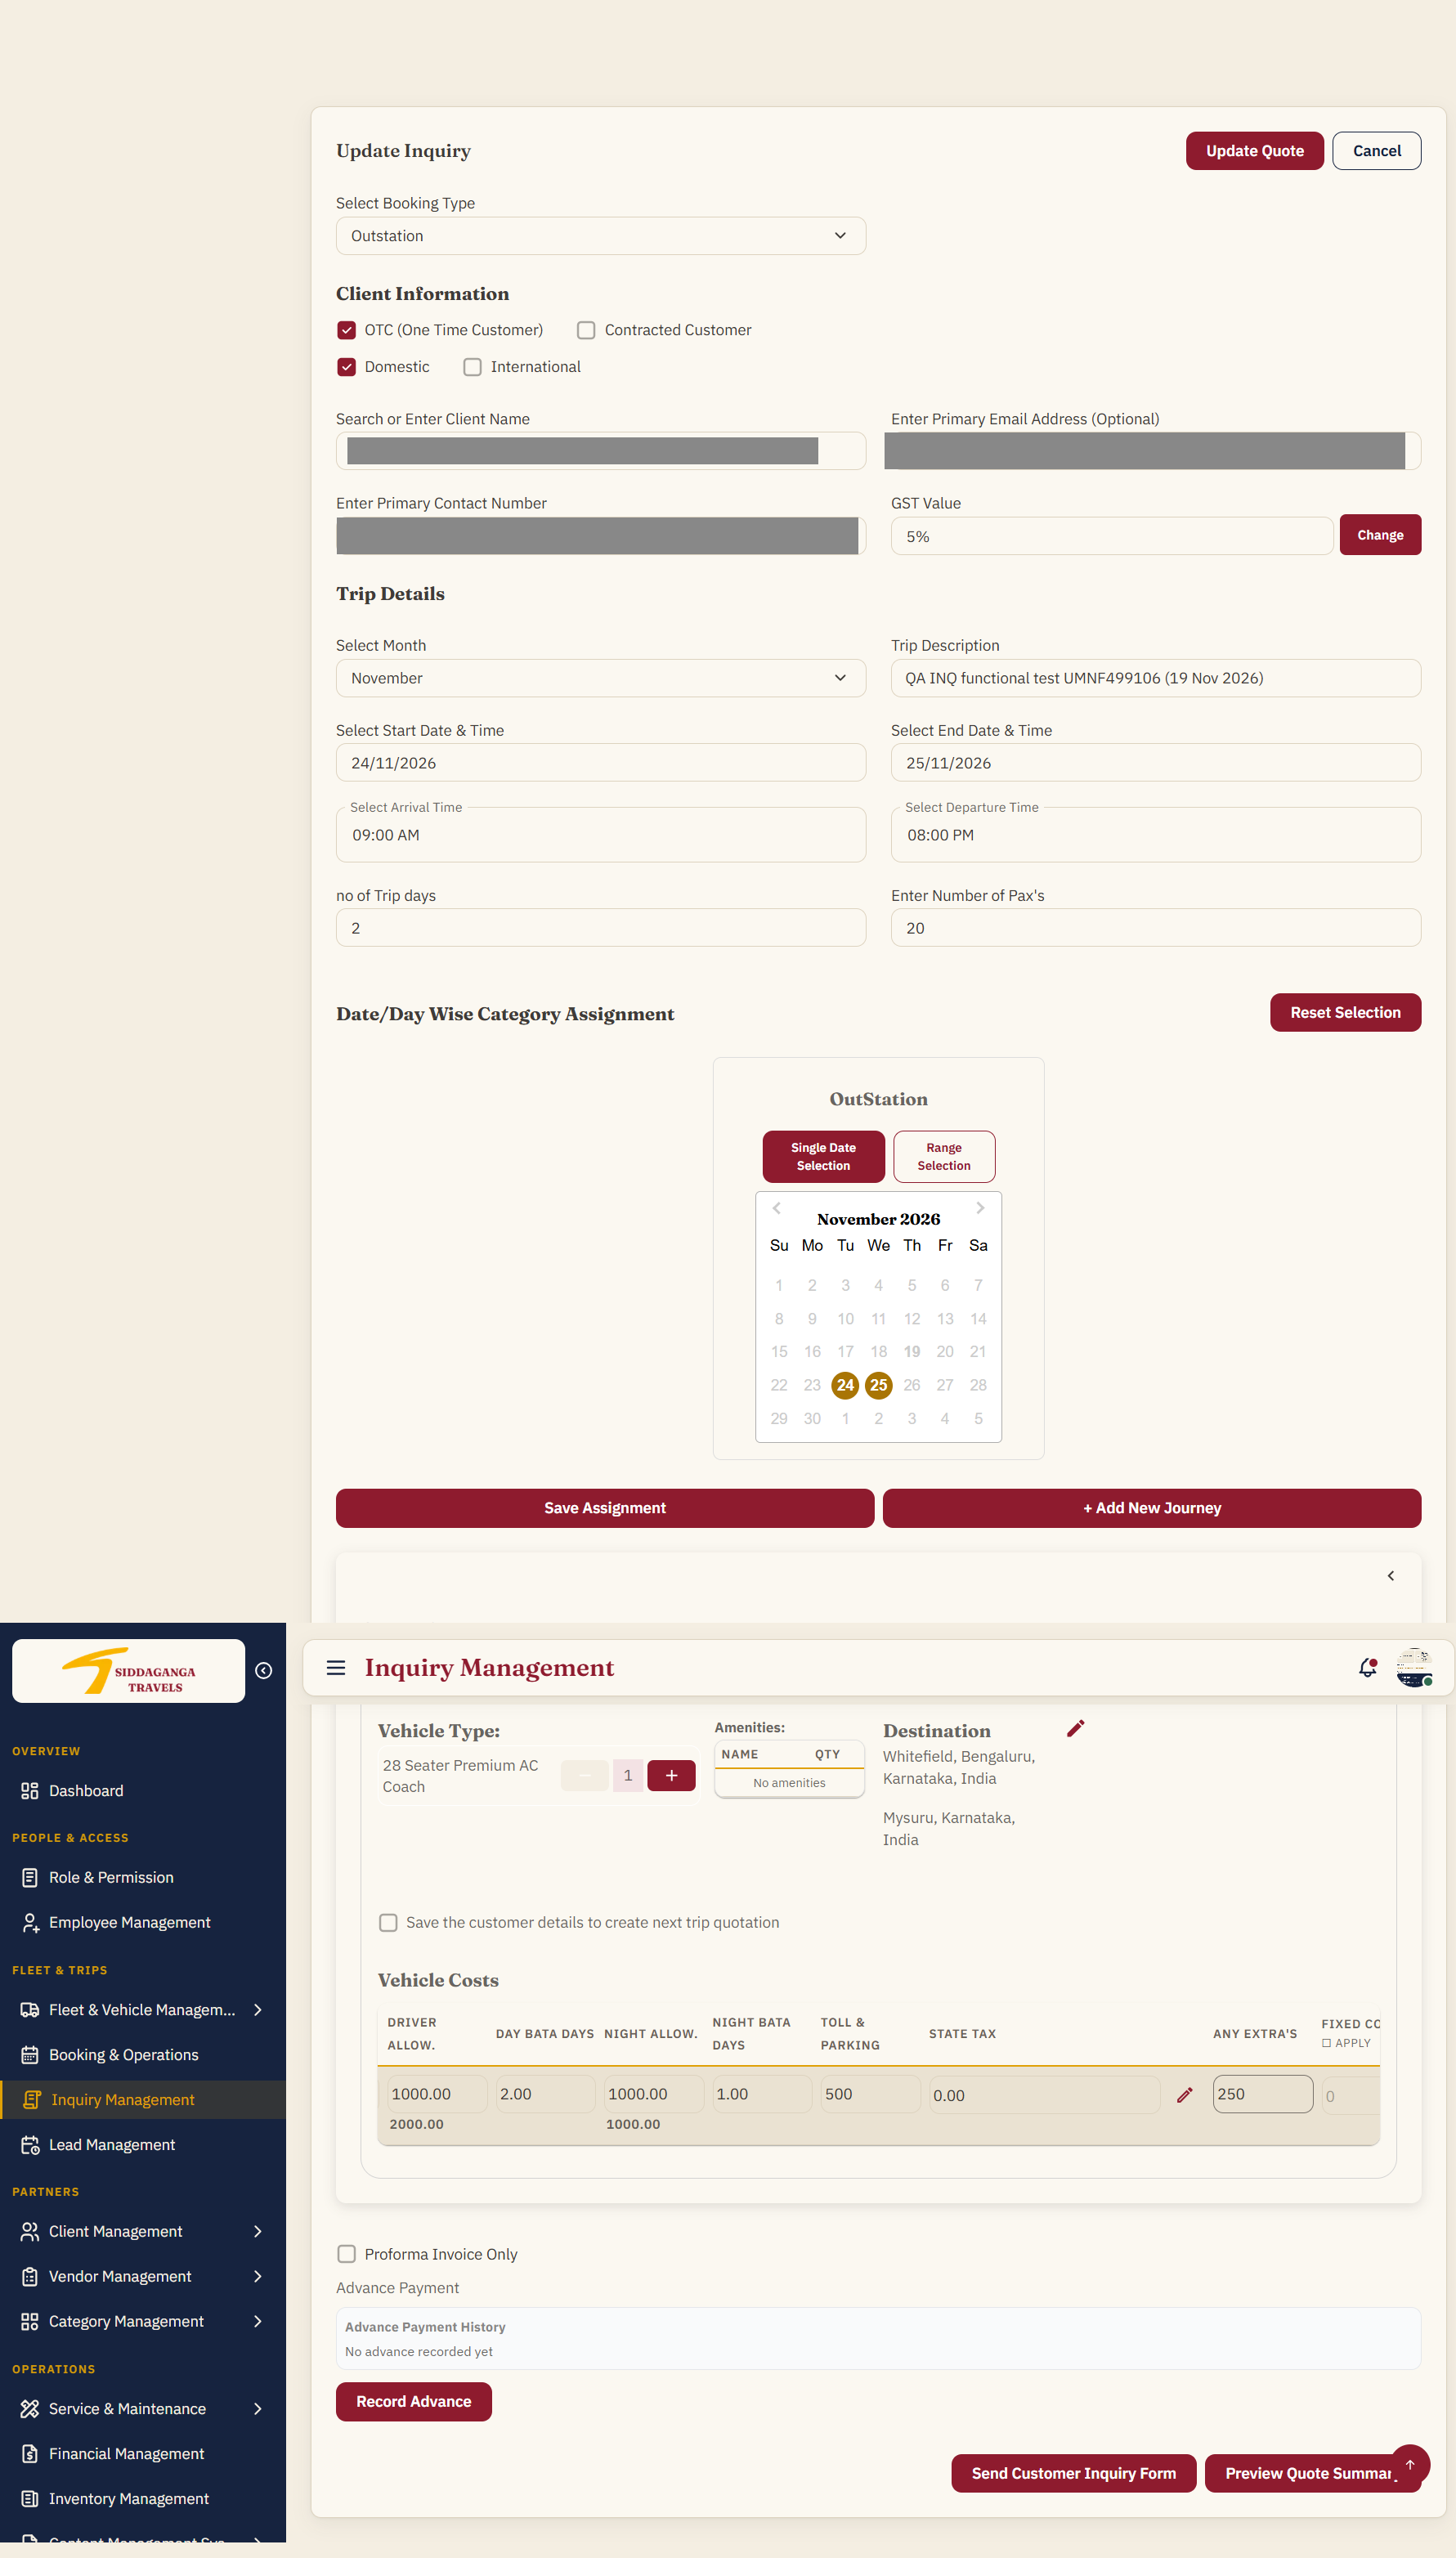 Update Inquiry
Update Quote
Cancel
Select Booking Type
Outstation
Client Information
OTC (One Time Customer)
Contracted Customer
Domestic
International
Search or Enter Client Name
Enter Primary Email Address (Optional)
Enter Primary Contact Number
GST Value
5%
Change
Trip Details
Select Month
Trip Description
November
QA INQ functional test UMNF499106 (19 Nov 2026)
Select Start Date & Time
Select End Date & Time
24/11/2026
25/11/2026
Select Arrival Time
Select Departure Time
09:00 AM
08:00 PM
no of Trip days
Enter Number of Pax's
2
20
Date/Day Wise Category Assignment
Reset Selection
OutStation
Single Date
Selection
Range
Selection
November 2026
Su Mo Tu We Th Fr Sa
1 2 3 4 5 6 7
8 9 10 11 12 13 14
15 16 17 18 19 20 21
22 23 24 25 26 27 28
29 30 1 2 3 4 5
Save Assignment
+ Add New Journey
SIDDAGANGA
TRAVELS
Inquiry Management
OVERVIEW
Dashboard
PEOPLE & ACCESS
Role & Permission
Employee Management
FLEET & TRIPS
Fleet & Vehicle Managem...
Booking & Operations
Inquiry Management
Lead Management
PARTNERS
Client Management
Vendor Management
Category Management
OPERATIONS
Service & Maintenance
Financial Management
Inventory Management
Content Management Sys...
Vehicle Type:
28 Seater Premium AC
Coach
−
1
+
Amenities:
NAME QTY
No amenities
Destination
Whitefield, Bengaluru,
Karnataka, India
Mysuru, Karnataka,
India
Save the customer details to create next trip quotation
Vehicle Costs
DRIVER
ALLOW.
DAY BATA DAYS
NIGHT ALLOW.
NIGHT BATA
DAYS
TOLL &
PARKING
STATE TAX
ANY EXTRA'S
FIXED CO
APPLY
1000.00 2.00 1000.00 1.00 500 0.00 250 0
2000.00 1000.00
Proforma Invoice Only
Advance Payment
Advance Payment History
No advance recorded yet
Record Advance
Send Customer Inquiry Form
Preview Quote Summar